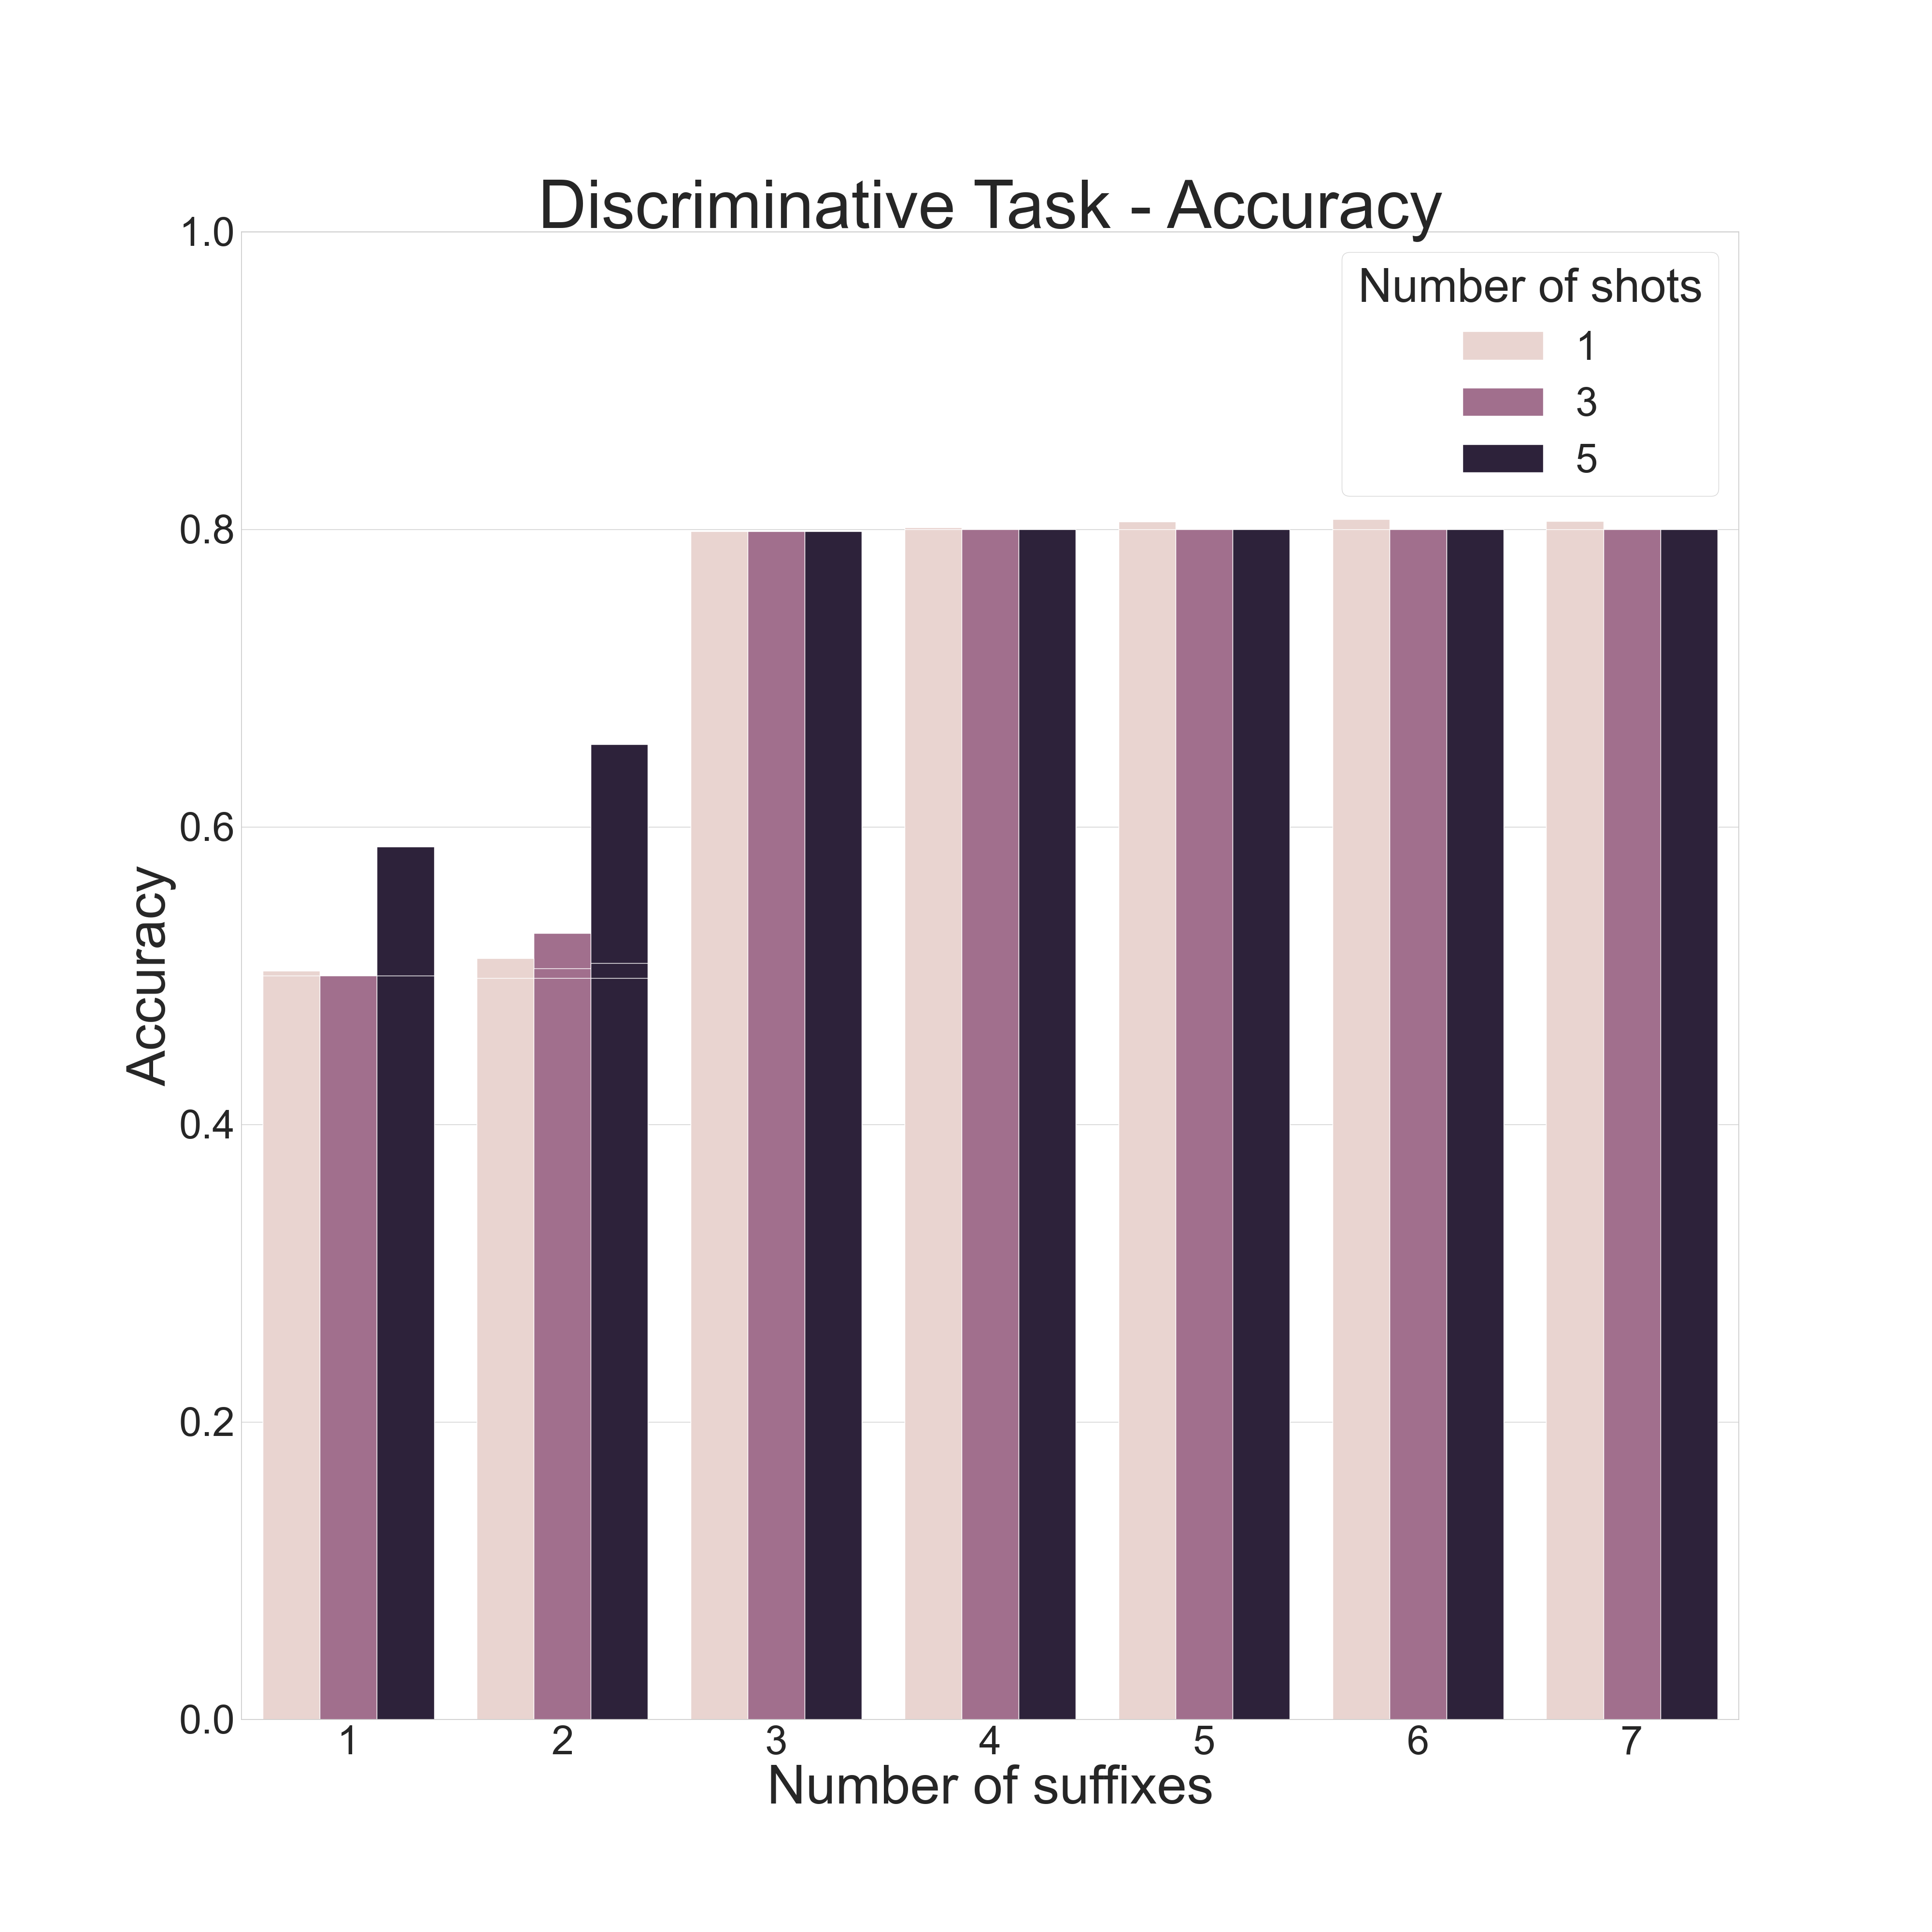 Discriminative Task - Accuracy
1.0
Number of shots
1
3
5
0.8
0.6
0.4
0.2
0.0
Accuracy
1 2 3 4 5 6 7
Number of suffixes